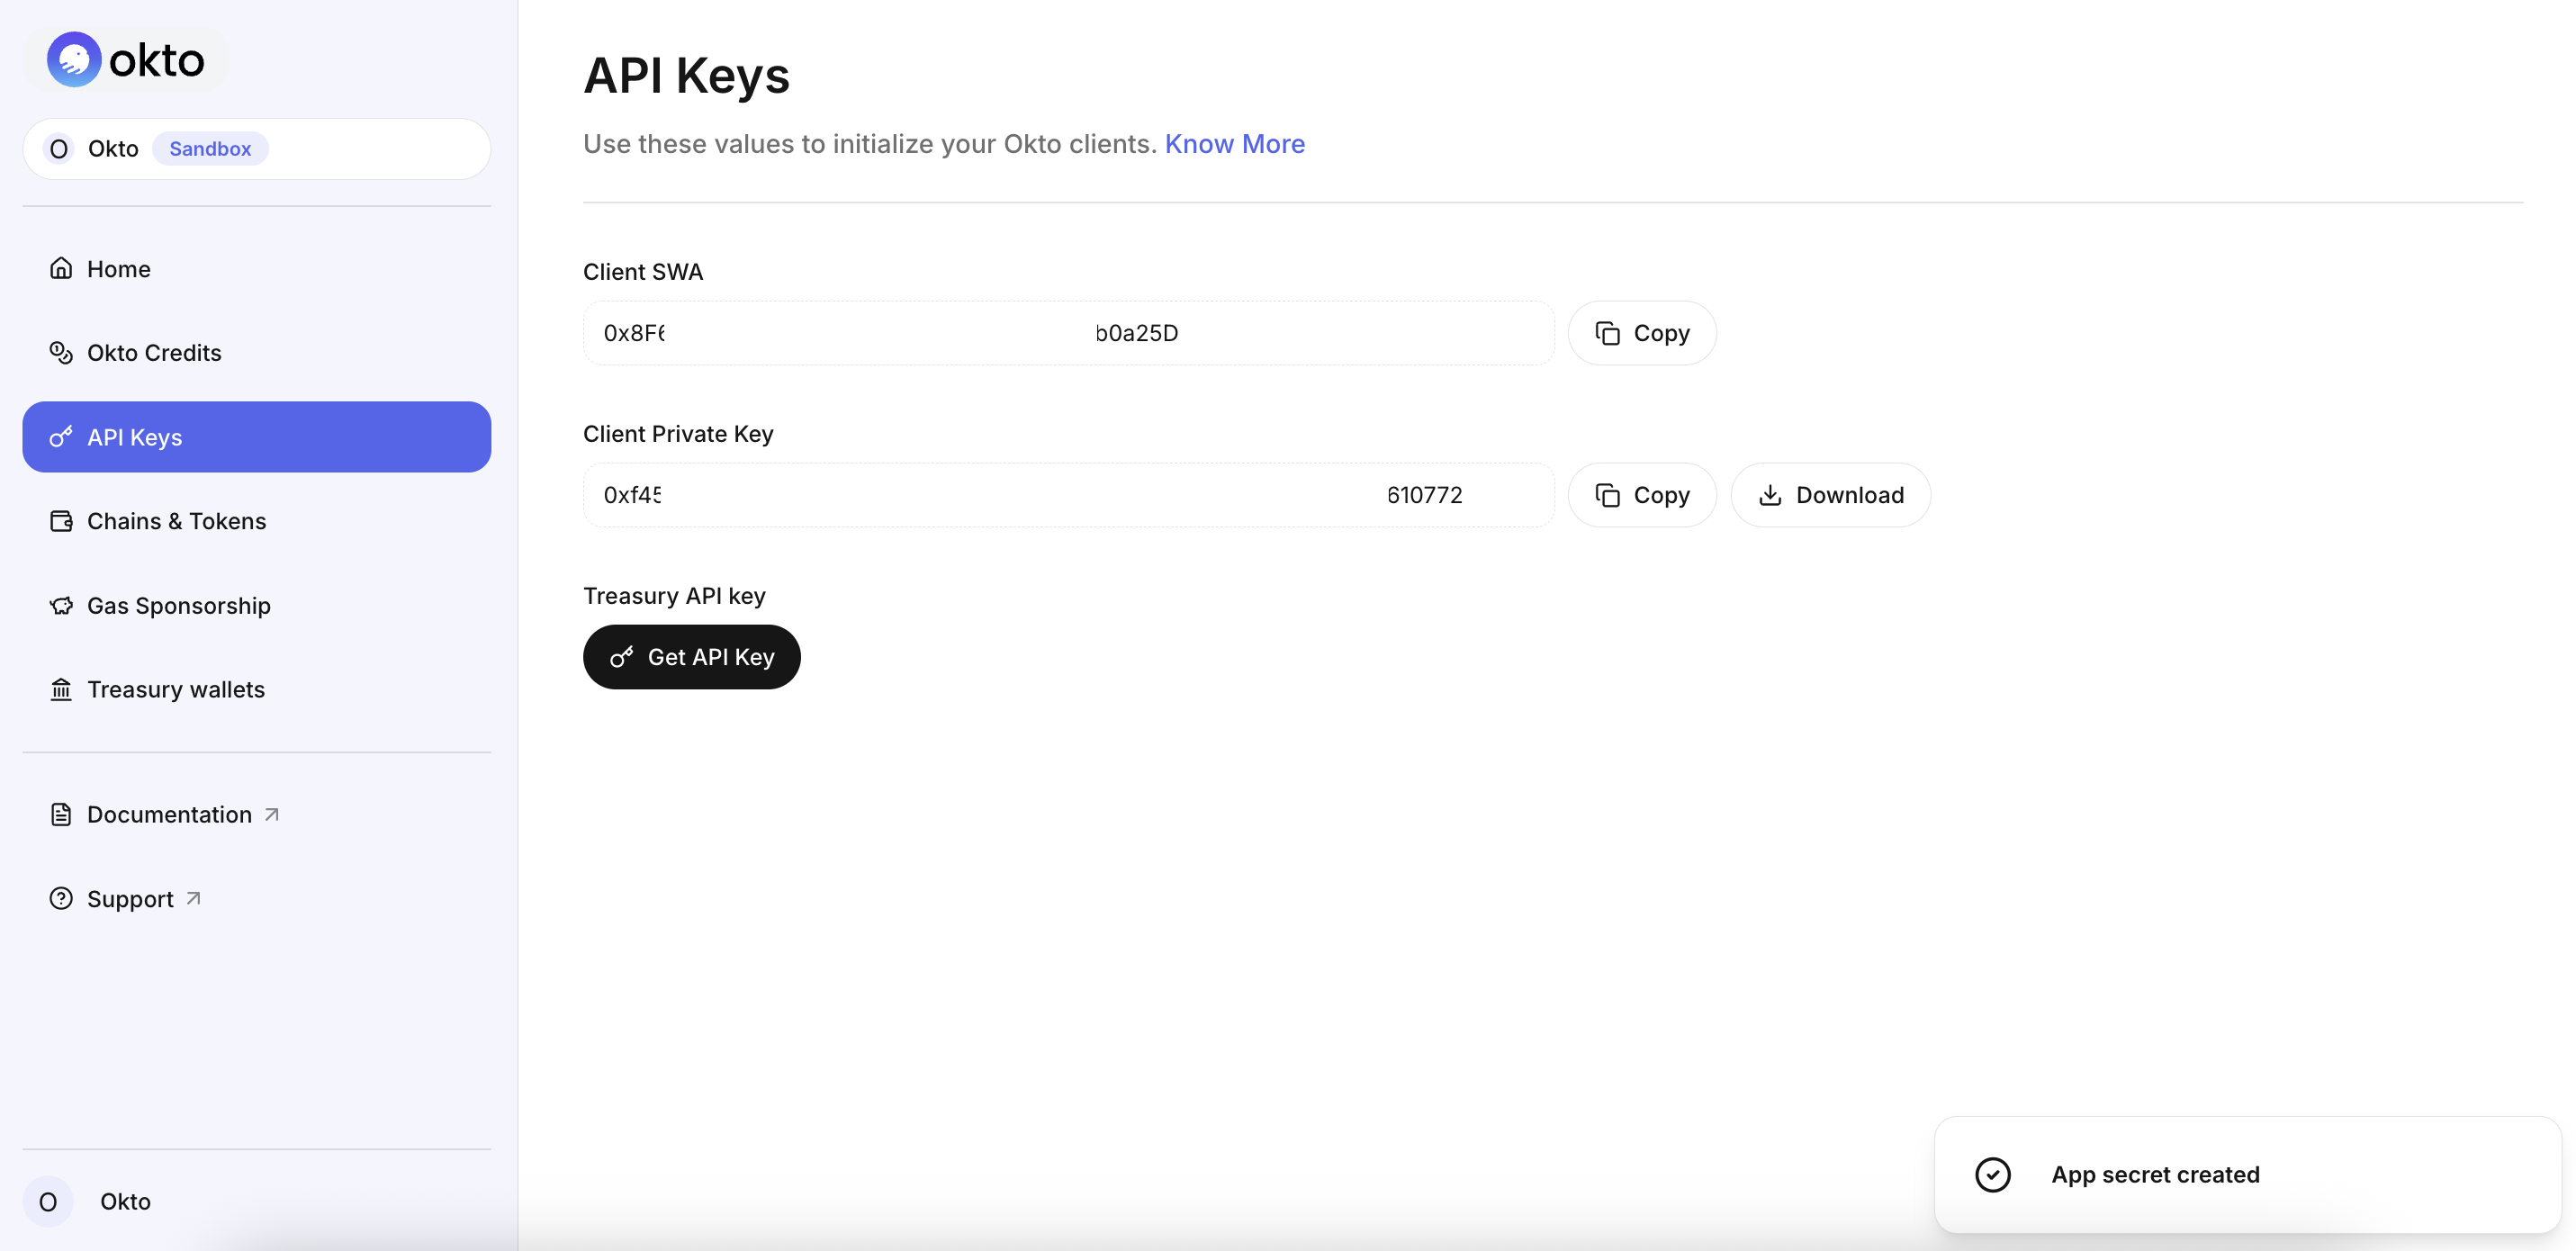 okto
O Okto Sandbox
Home
Okto Credits
API Keys
Chains & Tokens
Gas Sponsorship
Treasury wallets
Documentation
Support
O Okto
API Keys
Use these values to initialize your Okto clients. Know More
Client SWA
0x8F6 b0a25D Copy
Client Private Key
0xf45 610772 Copy Download
Treasury API key
Get API Key
App secret created